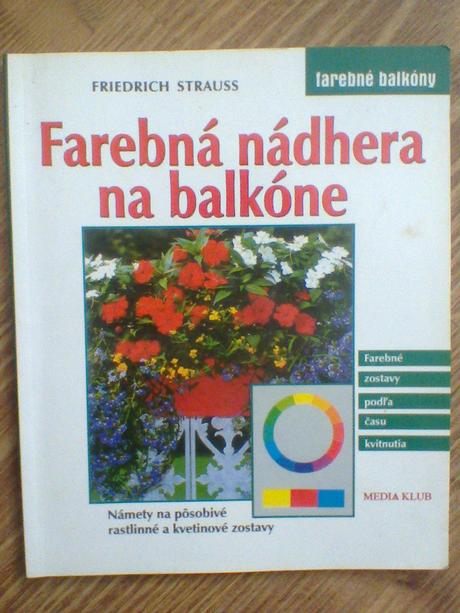 FRIEDRICH STRAUSS
farebné balkóny
Farebná nádhera
na balkóne
Farebné
zostavy
podľa
času
kvitnutia
MEDIA KLUB
Námety na pôsobivé
rastlinné a kvetinové zostavy